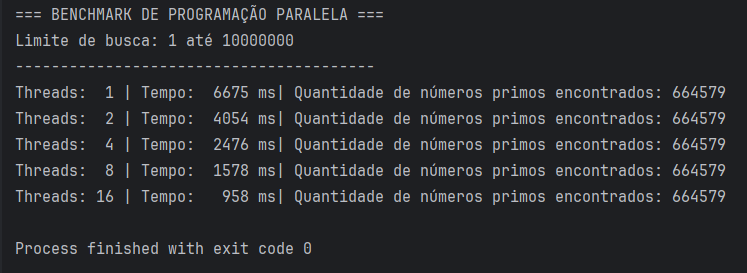 === BENCHMARK DE PROGRAMAÇÃO PARALELA ===
Limite de busca: 1 até 10000000
----------------------------------------
Threads:  1 | Tempo:  6675 ms| Quantidade de números primos encontrados: 664579
Threads:  2 | Tempo:  4054 ms| Quantidade de números primos encontrados: 664579
Threads:  4 | Tempo:  2476 ms| Quantidade de números primos encontrados: 664579
Threads:  8 | Tempo:  1578 ms| Quantidade de números primos encontrados: 664579
Threads: 16 | Tempo:   958 ms| Quantidade de números primos encontrados: 664579

Process finished with exit code 0